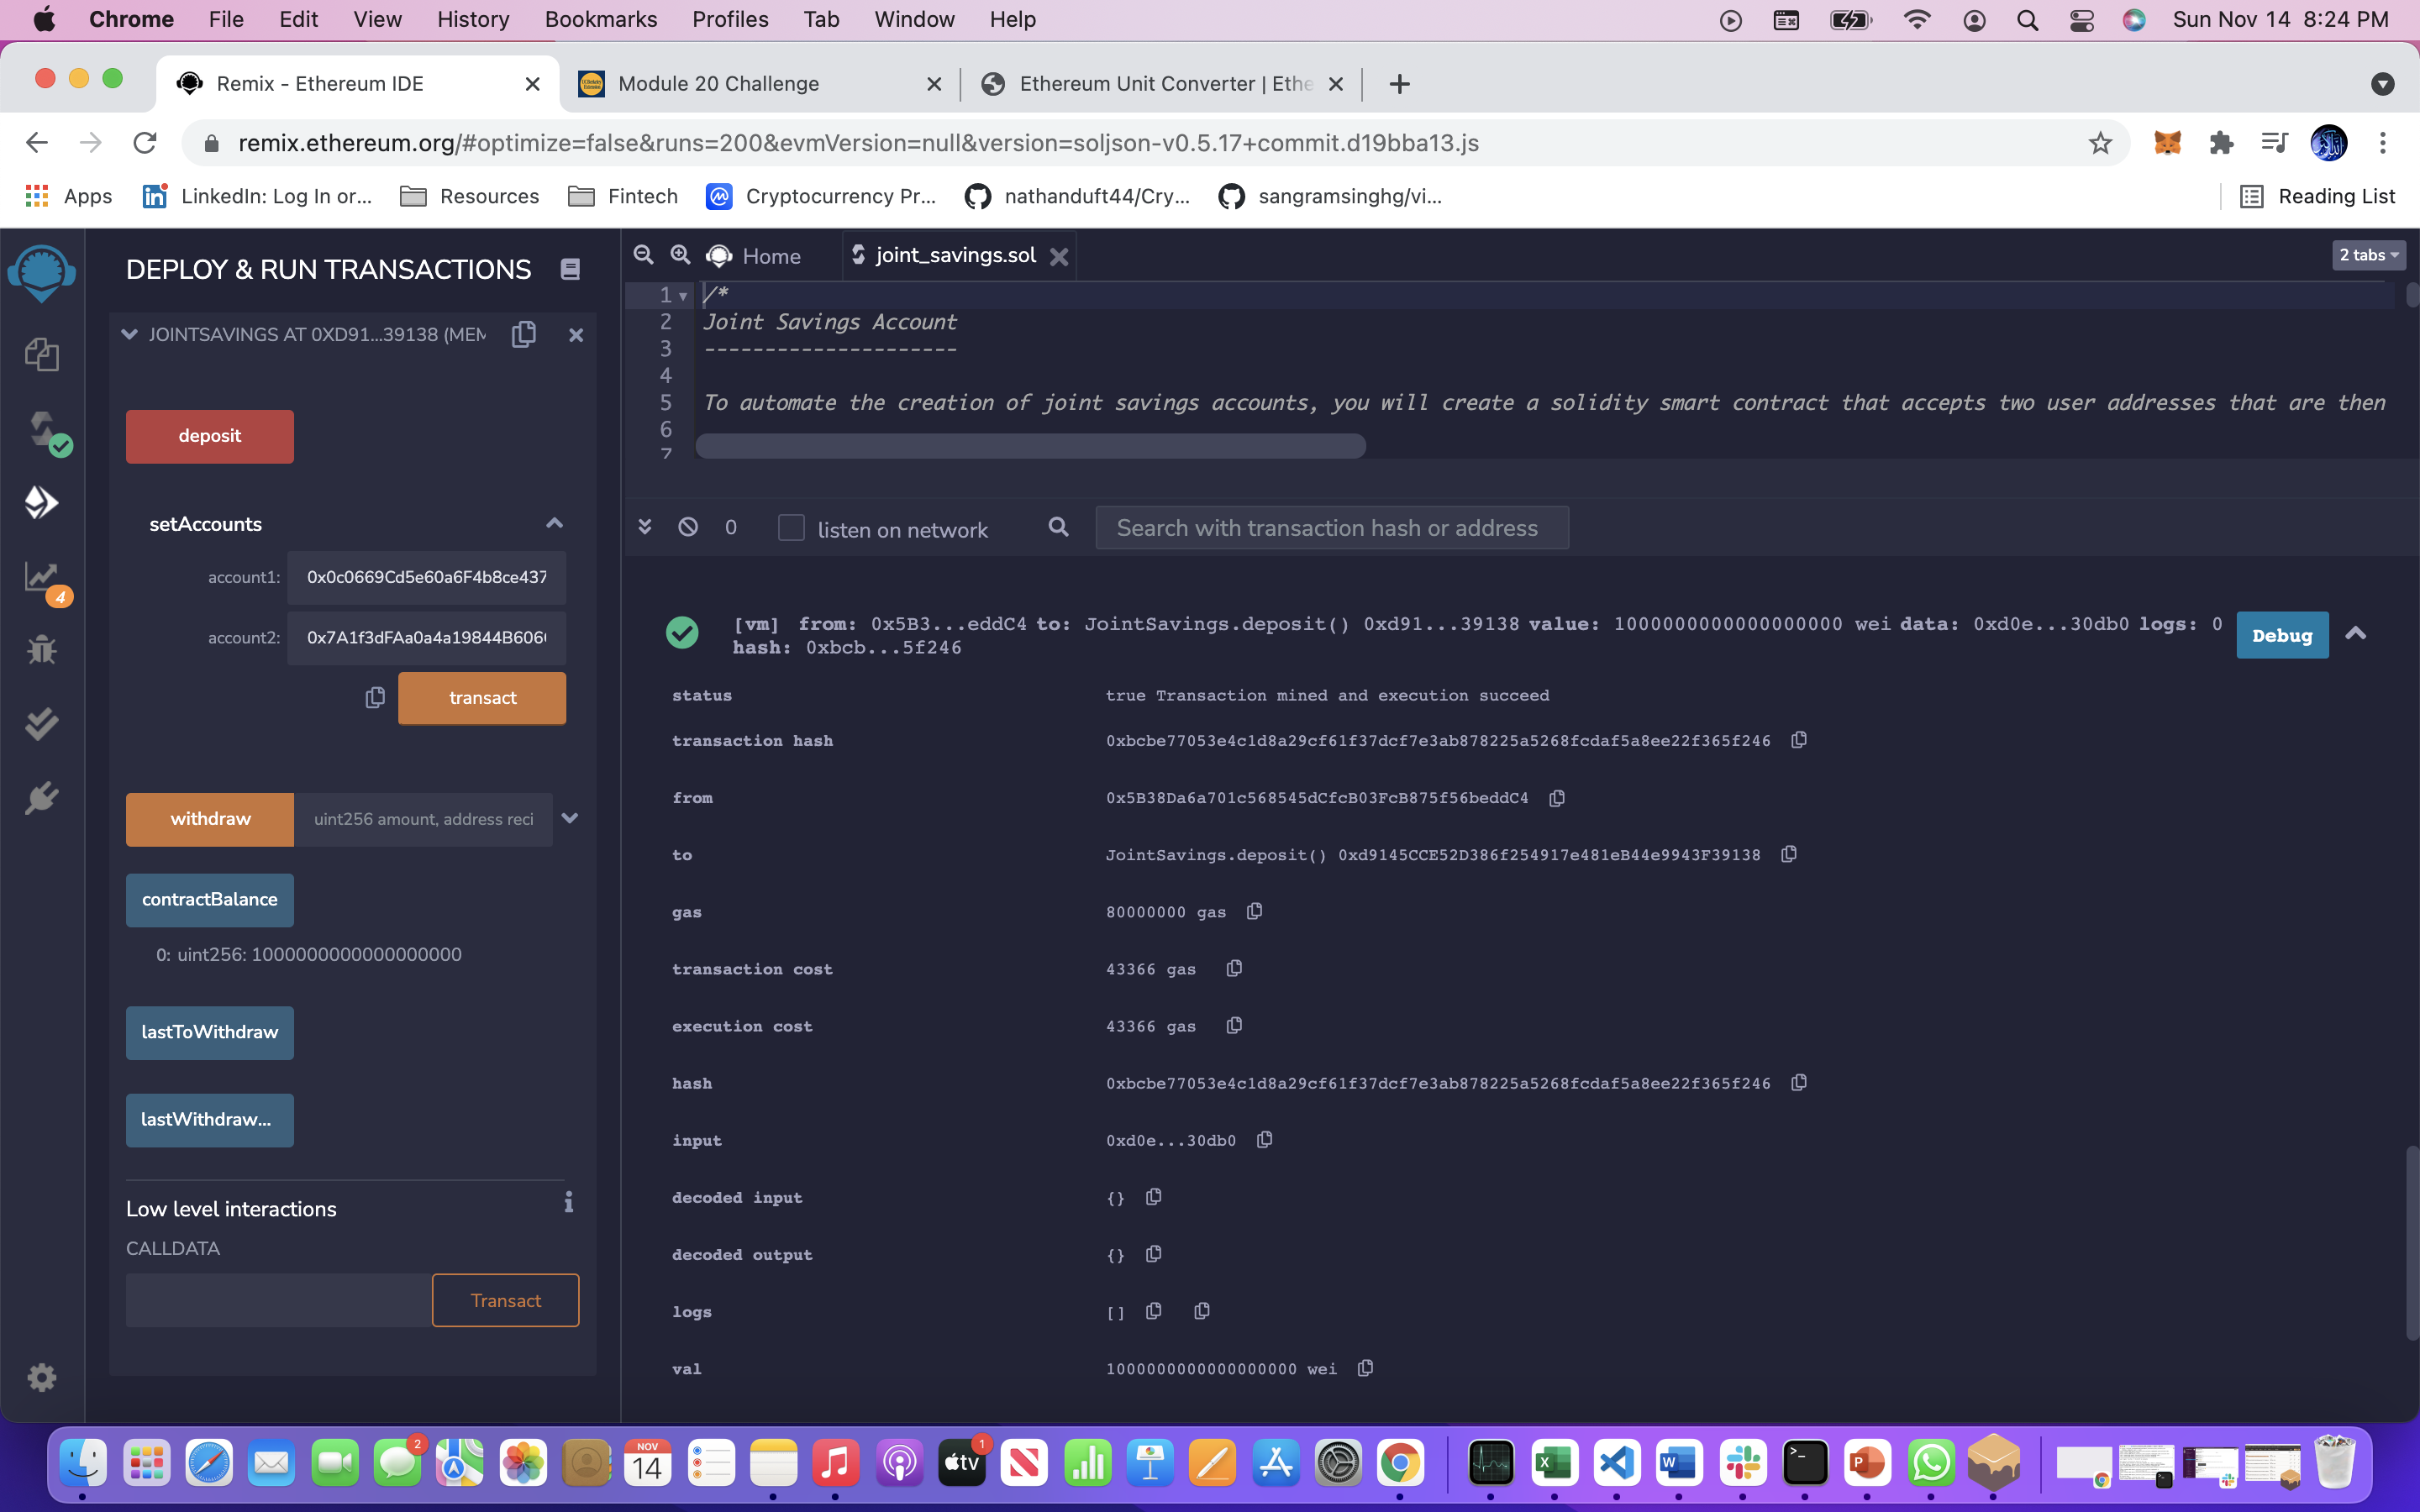 Chrome File Edit View History Bookmarks Profiles Tab Window Help Sun Nov 14 8:24 PM
Remix - Ethereum IDE Module 20 Challenge Ethereum Unit Converter | Ethe
remix.ethereum.org/#optimize=false&runs=200&evmVersion=null&version=soljson-v0.5.17+commit.d19bba13.js
Apps LinkedIn: Log In or... Resources Fintech Cryptocurrency Pr... nathanduft44/Cry... sangramsinghg/vi... Reading List
DEPLOY & RUN TRANSACTIONS
JOINTSAVINGS AT 0XD91...39138 (MEM
deposit
setAccounts
account1: 0x0c0669Cd5e60a6F4b8ce437
account2: 0x7A1f3dFAa0a4a19844B606
transact
withdraw uint256 amount, address reci
contractBalance
0: uint256: 1000000000000000000
lastToWithdraw
lastWithdraw...
Low level interactions
CALLDATA
Transact
4
Home joint_savings.sol 2 tabs
1 /*
2 Joint Savings Account
3 ---------------------
4
5 To automate the creation of joint savings accounts, you will create a solidity smart contract that accepts two user addresses that are then
6
7
0 listen on network Search with transaction hash or address
[vm] from: 0x5B3...eddC4 to: JointSavings.deposit() 0xd91...39138 value: 1000000000000000000 wei data: 0xd0e...30db0 logs: 0
hash: 0xbcb...5f246
Debug
status true Transaction mined and execution succeed
transaction hash 0xbcbe77053e4c1d8a29cf61f37dcf7e3ab878225a5268fcdaf5a8ee22f365f246
from 0x5B38Da6a701c568545dCfcB03FcB875f56beddC4
to JointSavings.deposit() 0xd9145CCE52D386f254917e481eB44e9943F39138
gas 80000000 gas
transaction cost 43366 gas
execution cost 43366 gas
hash 0xbcbe77053e4c1d8a29cf61f37dcf7e3ab878225a5268fcdaf5a8ee22f365f246
input 0xd0e...30db0
decoded input {}
decoded output {}
logs []
val 1000000000000000000 wei
2 NOV 14 tv 1